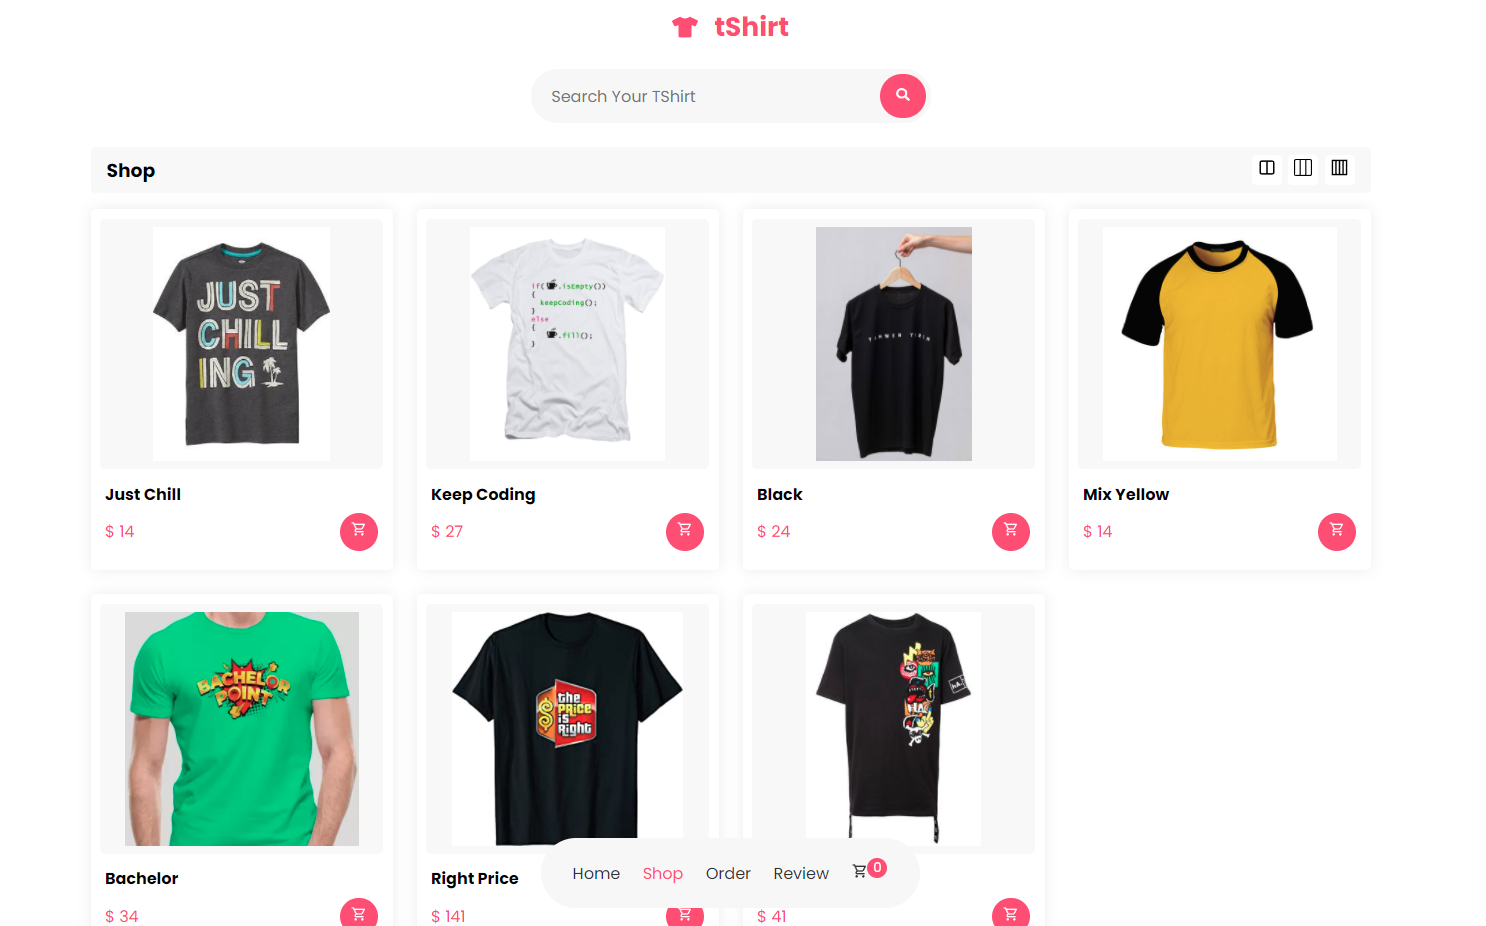 tShirt
Search Your TShirt
Shop
JUST
CHILL
ING
if( .isEmpty())
{
keepCoding();
}
else
{
.fill();
}
Just Chill
$ 14
Keep Coding
$ 27
Black
$ 24
Mix Yellow
$ 14
BACHELOR
POINT
$
the
PRICE
is
Right
Bachelor
$ 34
Right Price
$ 141
$ 41
Home
Shop
Order
Review
0